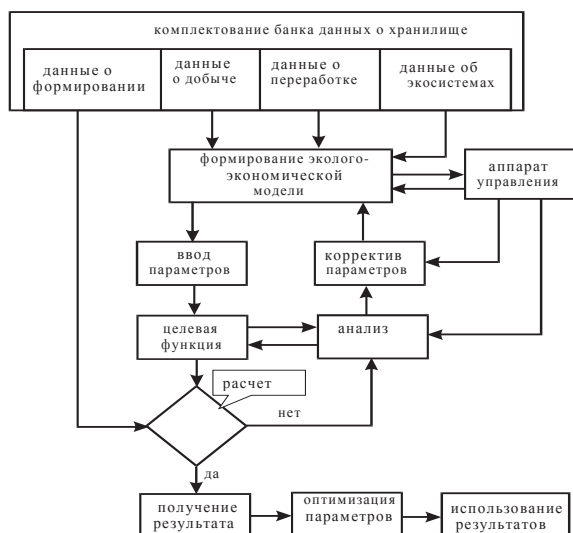 комплектование банка данных о хранилище
данные о
формировании
данные
о добыче
данные о
переработке
данные об
экосистемах
формирование эколого-
экономической
модели
аппарат
управления
ввод
параметров
корректив
параметров
целевая
функция
анализ
расчет
нет
да
получение
результата
оптимизация
параметров
использование
результатов